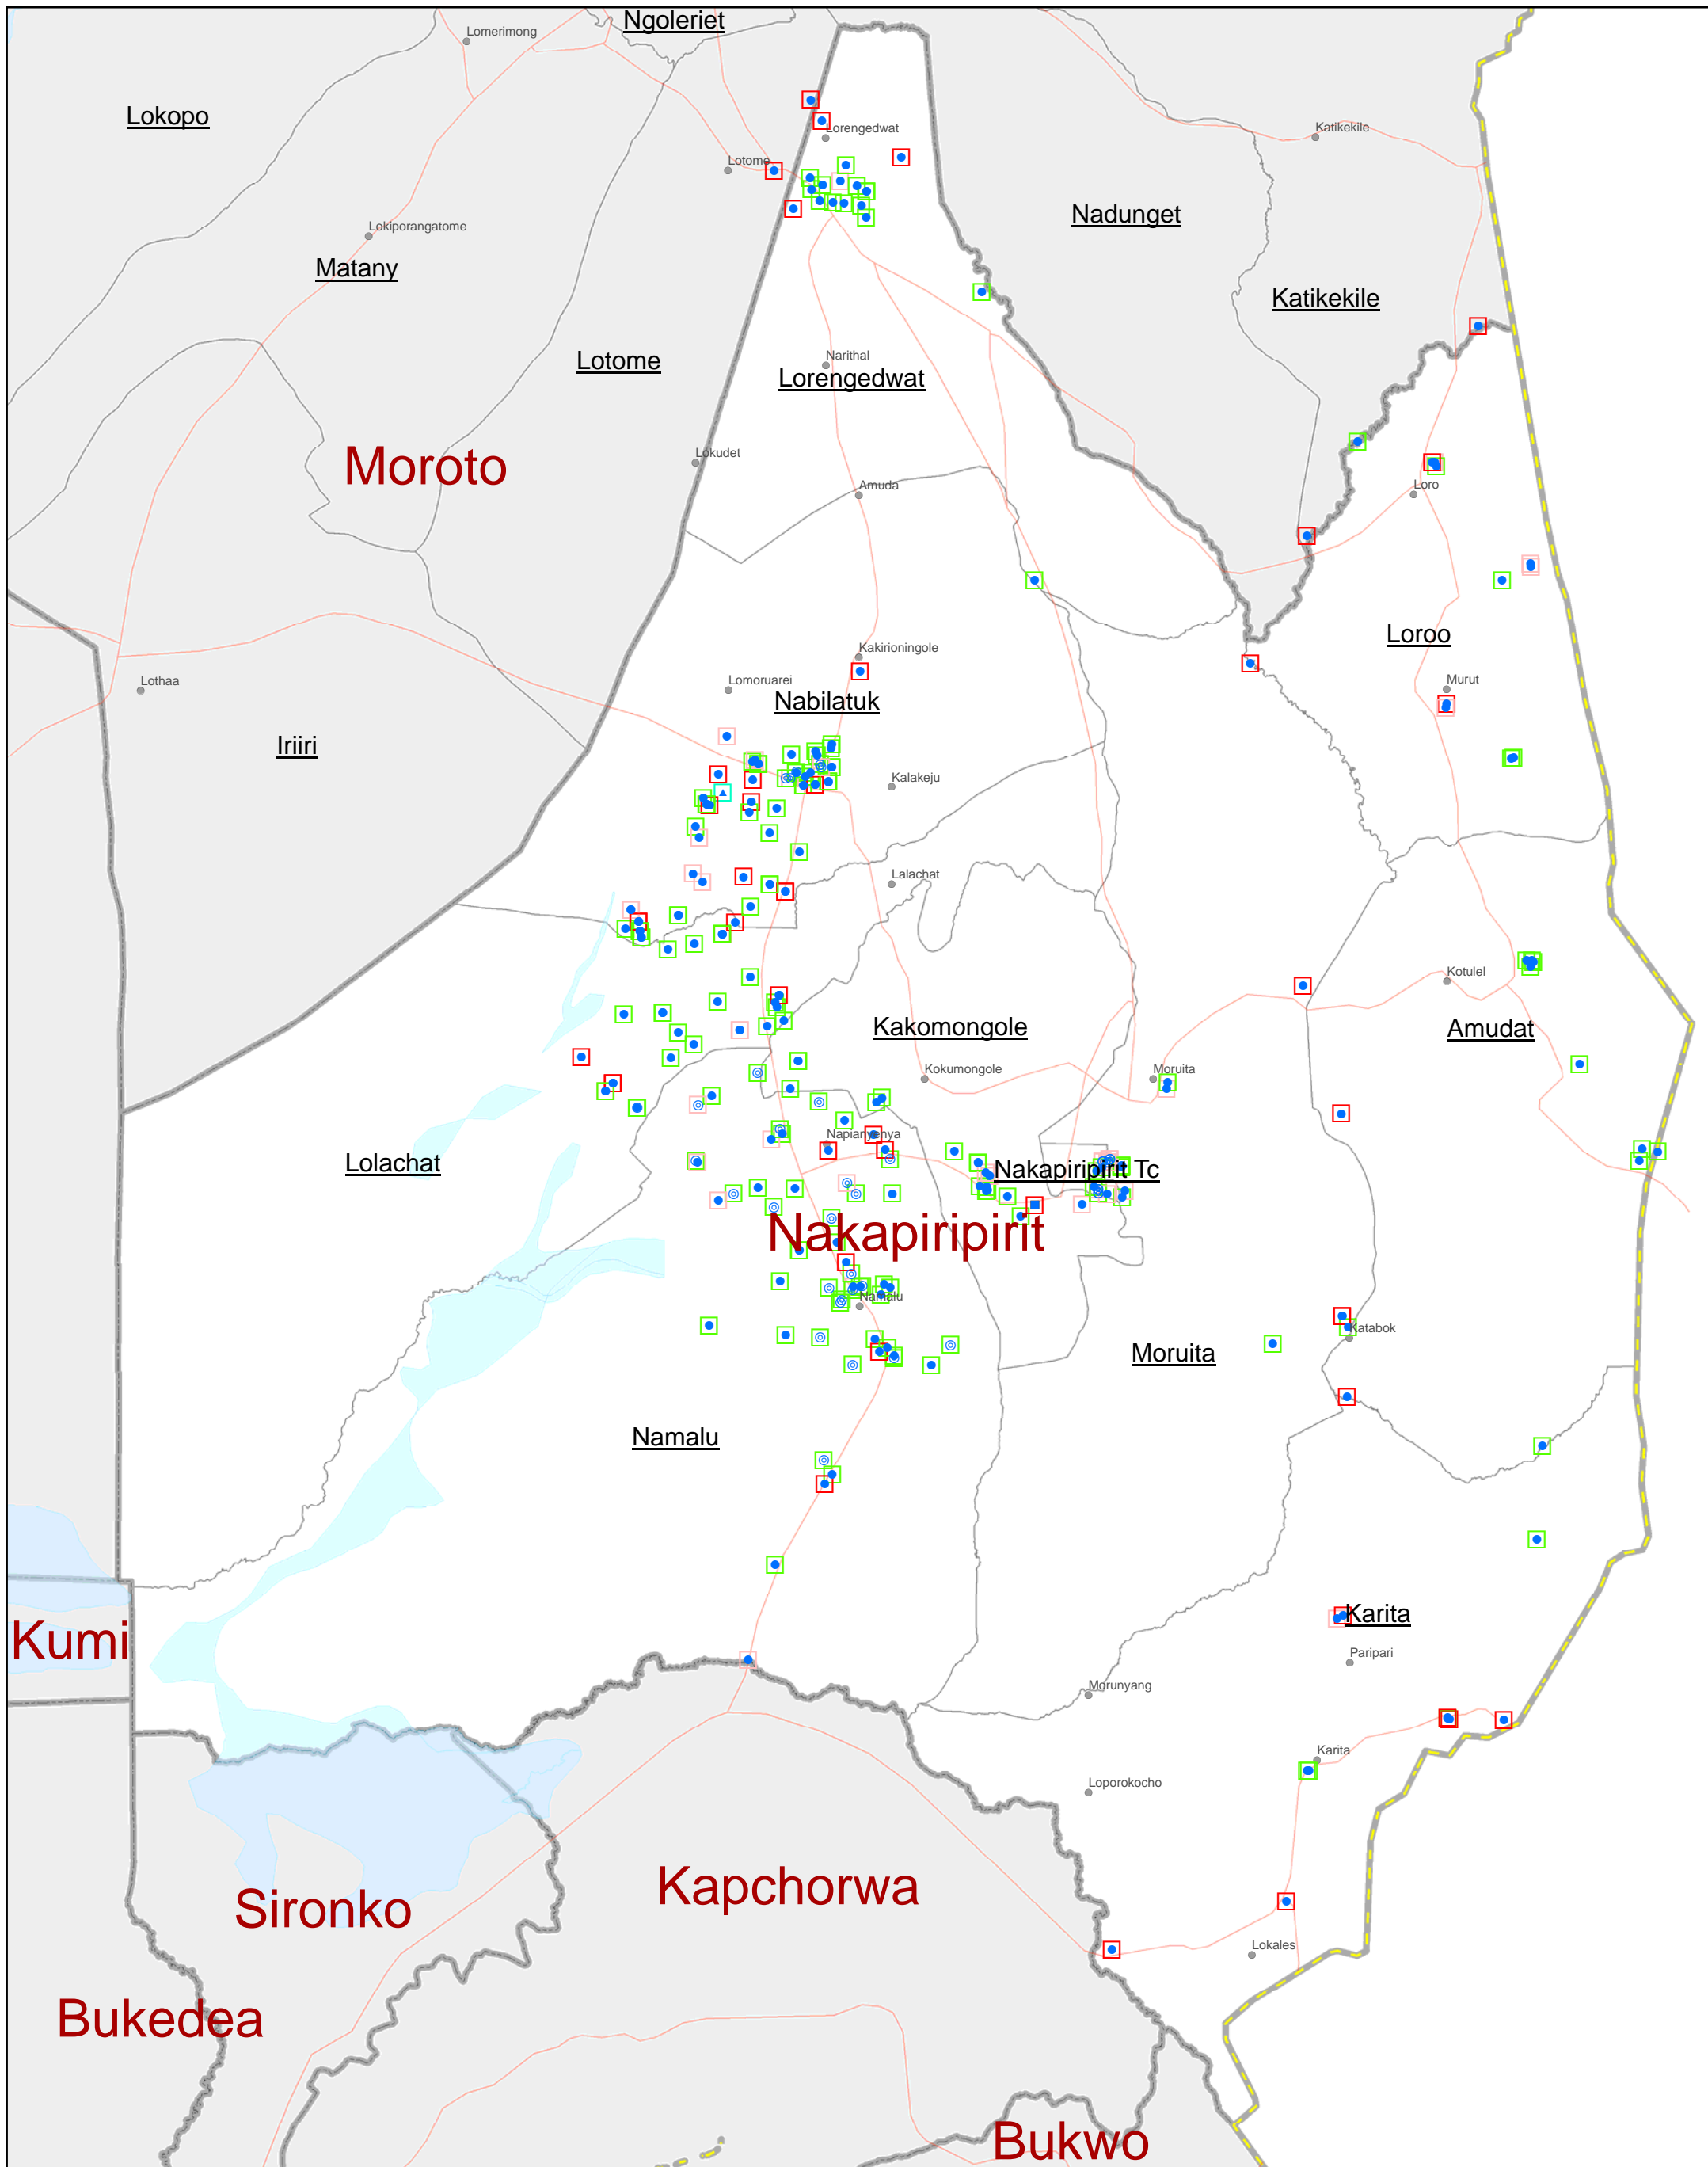 Ngoleriet
Lomerimong
Lokopo
Lorengedwat
Katikekile
Lotome
Nadunget
Lokiporangatome
Matany
Katikekile
Narithal
Lotome
Lorengedwat
Moroto
Lokudet
Amuda
Loro
Loroo
Kakirioningole
Lothaa
Lomoruarei
Murut
Nabilatuk
Iriiri
Kalakeju
Lalachat
Kotulel
Kakomongole
Amudat
Kokumongole
Moruita
Napianyenya
Lolachat
Nakapiripirit Tc
Nakapiripirit
Namalu
Katabok
Moruita
Namalu
Karita
Kumi
Paripari
Morunyang
Karita
Loporokocho
Kapchorwa
Sironko
Lokales
Bukedea
Bukwo